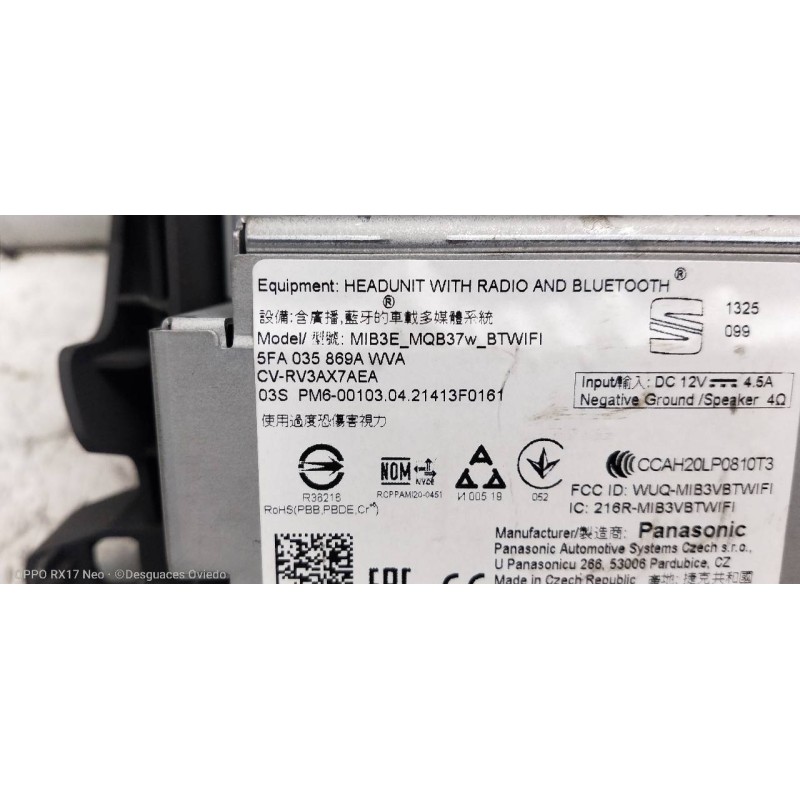 Equipment: HEADUNIT WITH RADIO AND BLUETOOTH®
設備:含廣播,藍牙®的車載多媒體系統
Model/ 型號: MIB3E_MQB37w_BTWIFI
5FA 035 869A WVA
CV-RV3AX7AEA
03S PM6-00103.04.21413F0161
使用過度恐傷害視力
1325
099
Input/輸入: DC 12V 4.5A
Negative Ground /Speaker 4Ω
R38216
RoHS(PBB,PBDE,Cr⁺⁶)
NOM
NYCE
RCPPAMI20-0451
И 005 19
052
CCAH20LP0810T3
FCC ID: WUQ-MIB3VBTWIFI
IC: 216R-MIB3VBTWIFI
Manufacturer/製造商: Panasonic
Panasonic Automotive Systems Czech s.r.o.,
U Panasonicu 266, 53006 Pardubice, CZ
Made in Czech Republic 產地: 捷克共和國
OPPO RX17 Neo · ©Desguaces Oviedo